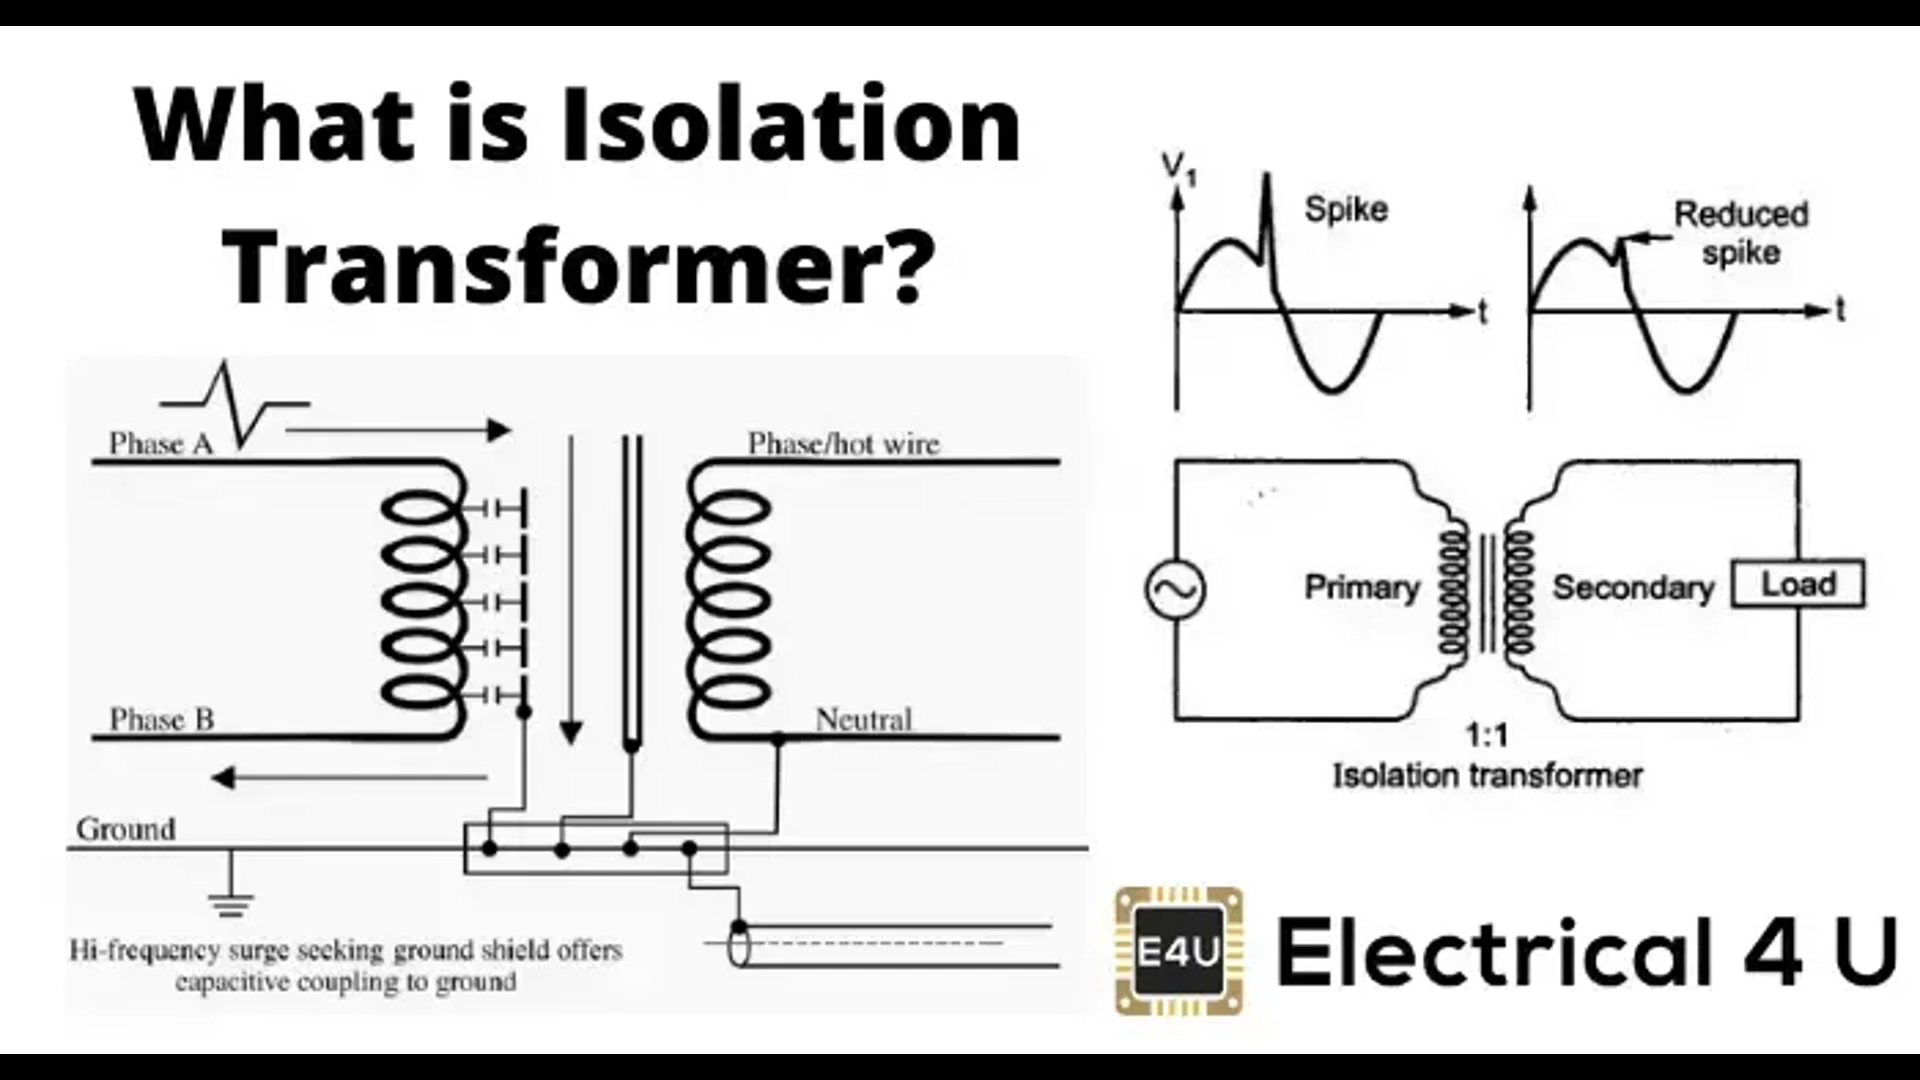 What is Isolation
Transformer?
V1
Spike
t
Reduced
spike
t
Phase A
Phase/hot wire
Phase B
Neutral
Ground
Hi-frequency surge seeking ground shield offers
capacitive coupling to ground
Primary
Secondary
Load
1:1
Isolation transformer
E4U
Electrical 4 U